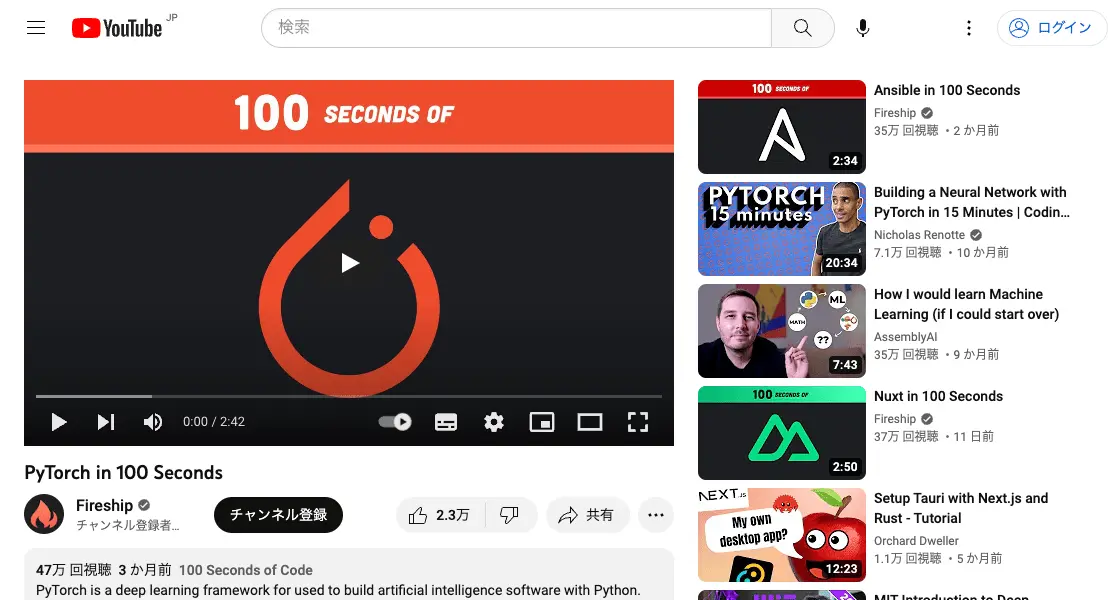 YouTube JP
検索
ログイン
100 SECONDS OF
0:00 / 2:42
PyTorch in 100 Seconds
Fireship
チャンネル登録者...
チャンネル登録
2.3万
共有
47万 回視聴 3 か月前 100 Seconds of Code
PyTorch is a deep learning framework for used to build artificial intelligence software with Python.
100 SECONDS OF
2:34
Ansible in 100 Seconds
Fireship
35万 回視聴 ・2 か月前
PYTORCH
15 minutes
20:34
Building a Neural Network with
PyTorch in 15 Minutes | Codin...
Nicholas Renotte
7.1万 回視聴 ・10 か月前
ML
MATH
??
7:43
How I would learn Machine
Learning (if I could start over)
AssemblyAI
35万 回視聴 ・9 か月前
100 SECONDS OF
2:50
Nuxt in 100 Seconds
Fireship
37万 回視聴 ・11 日前
NEXT.JS
My own
desktop app?
12:23
Setup Tauri with Next.js and
Rust - Tutorial
Orchard Dweller
1.1万 回視聴 ・5 か月前
MIT Introduction to Deep